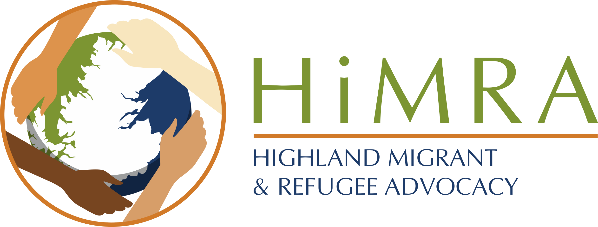 HiMRA
HIGHLAND MIGRANT
& REFUGEE ADVOCACY